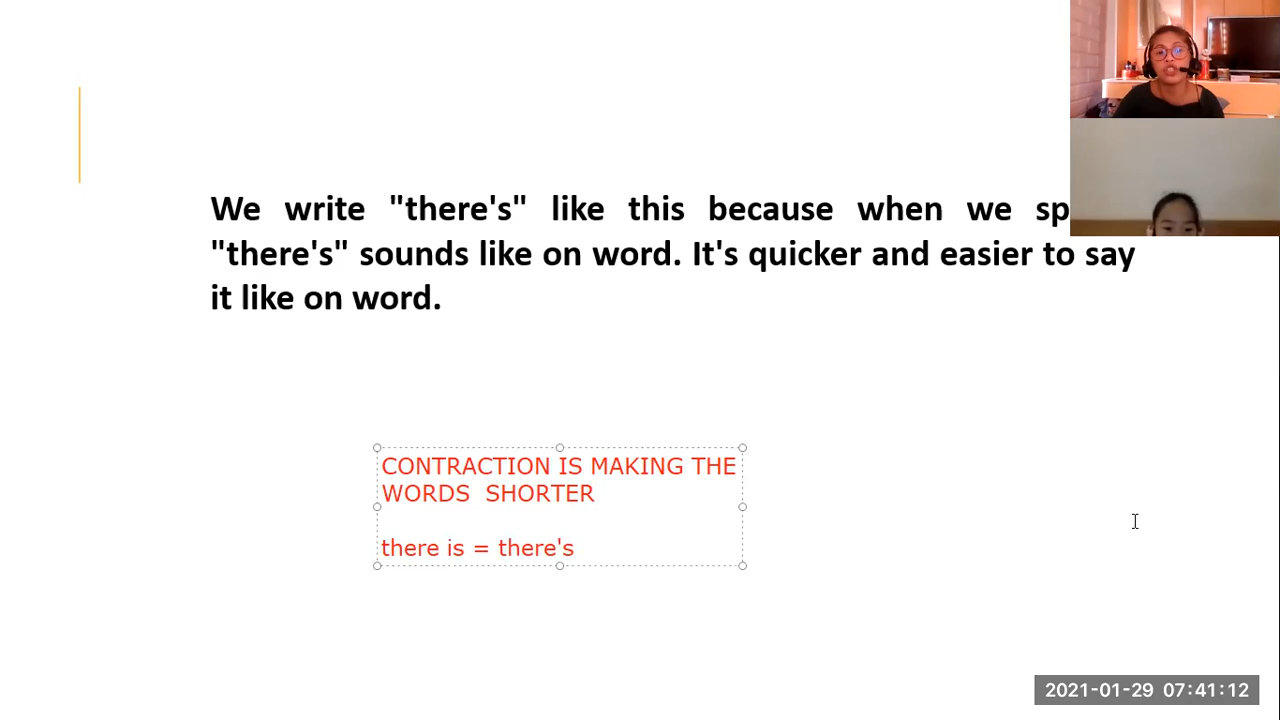 We write "there's" like this because when we
"there's" sounds like on word. It's quicker and easier to say
it like on word.
CONTRACTION IS MAKING THE
WORDS SHORTER
there is = there's
2021-01-29 07:41:12